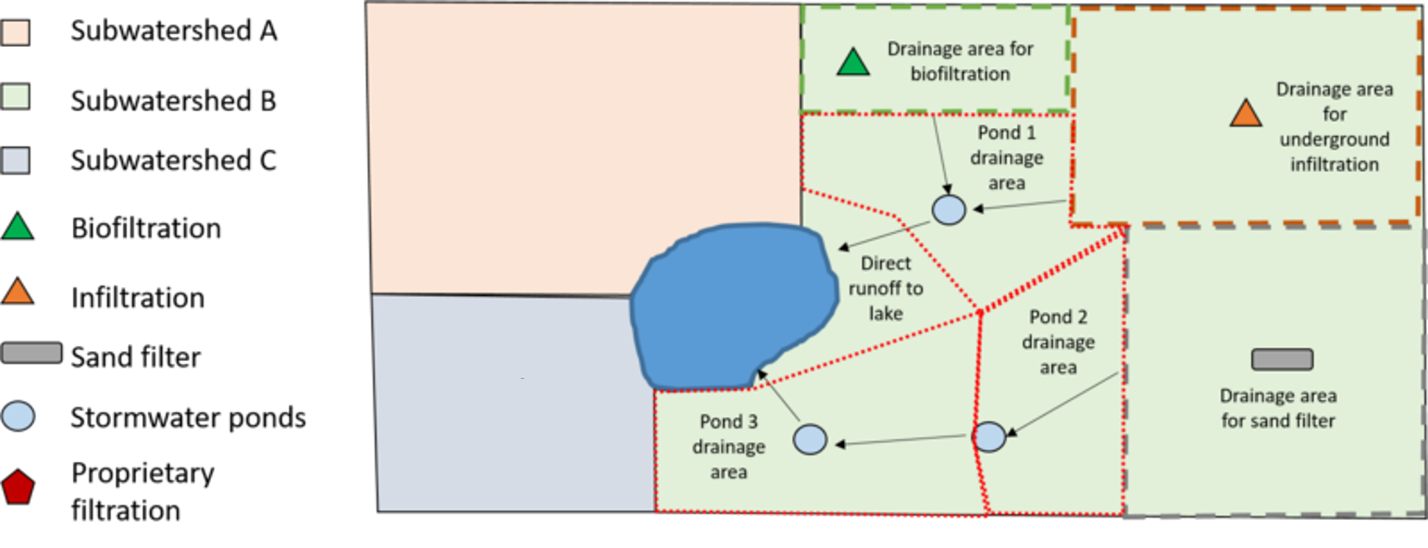 Subwatershed A
Subwatershed B
Subwatershed C
Biofiltration
Infiltration
Sand filter
Stormwater ponds
Proprietary
filtration
Drainage area for
biofiltration
Drainage area
for
underground
infiltration
Pond 1
drainage
area
Direct
runoff to
lake
Pond 2
drainage
area
Drainage area
for sand filter
Pond 3
drainage
area